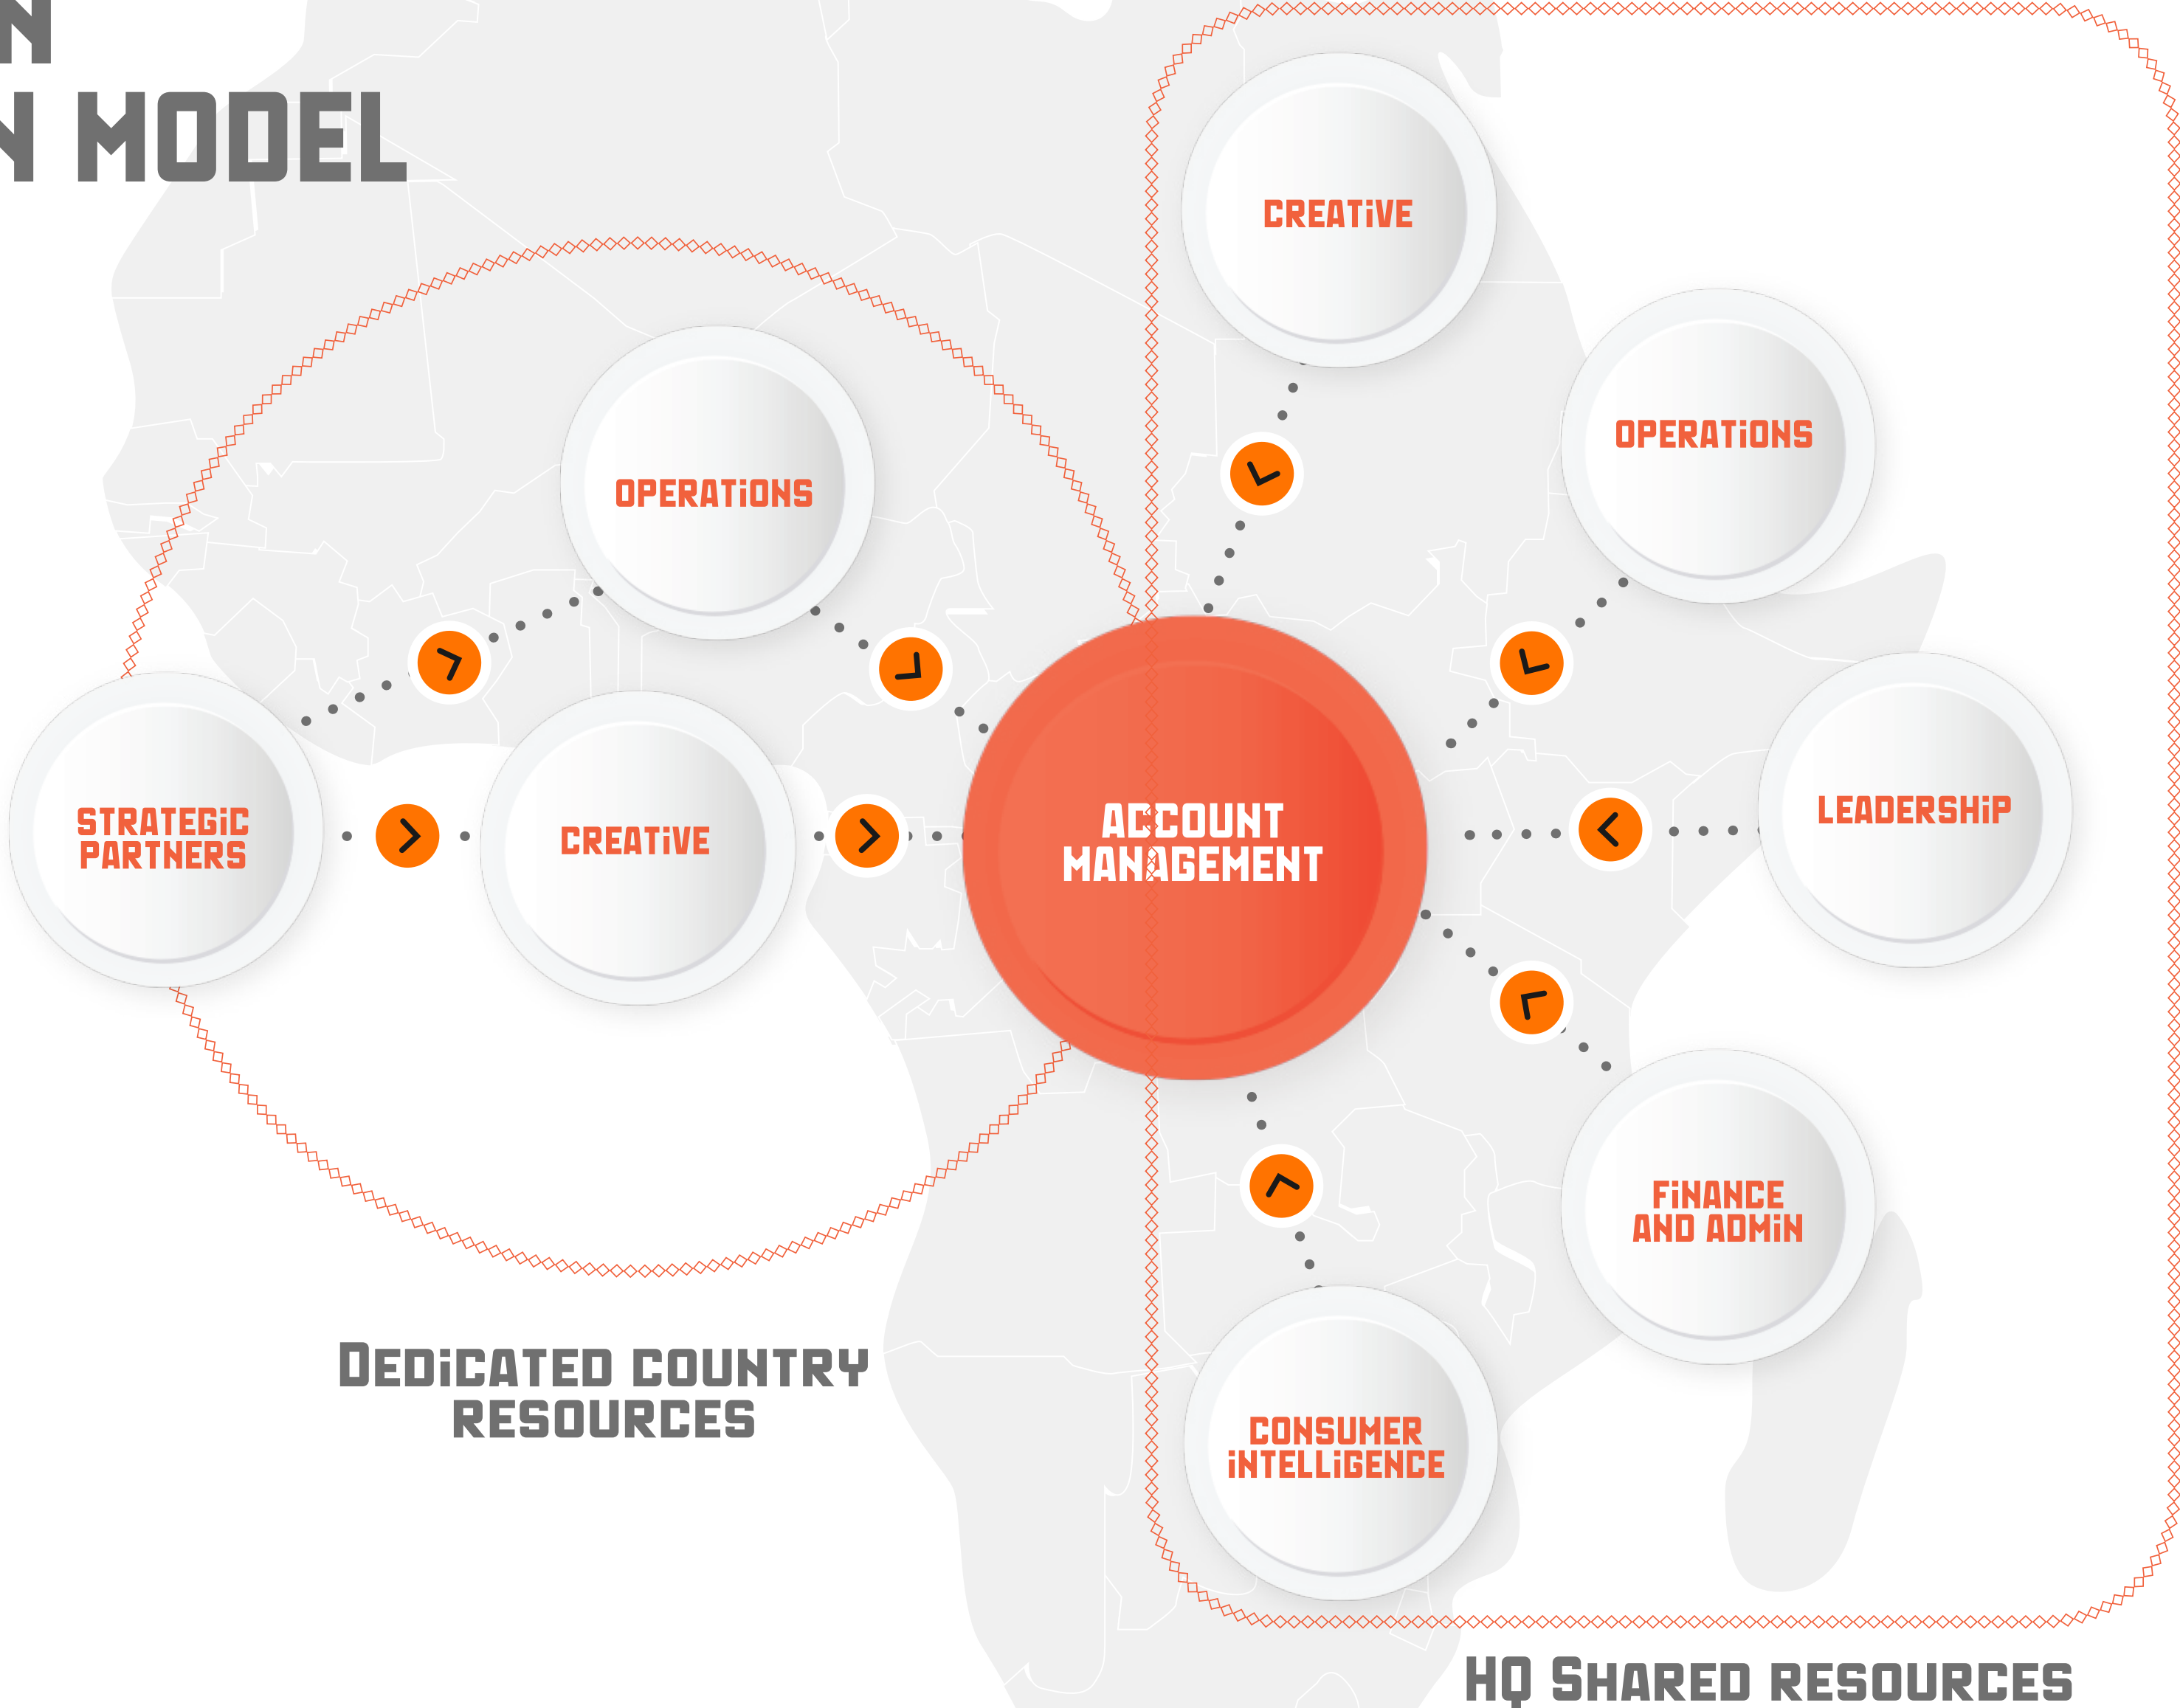 N
N MODEL
CREATiVE
OPERATiONS
OPERATiONS
STRATEGiC
PARTNERS
CREATiVE
ACCOUNT
MANAGEMENT
LEADERSHiP
FiNANCE
AND ADMiN
DEDiCATED COUNTRY
RESOURCES
CONSUMER
iNTELLiGENCE
HQ SHARED RESOURCES